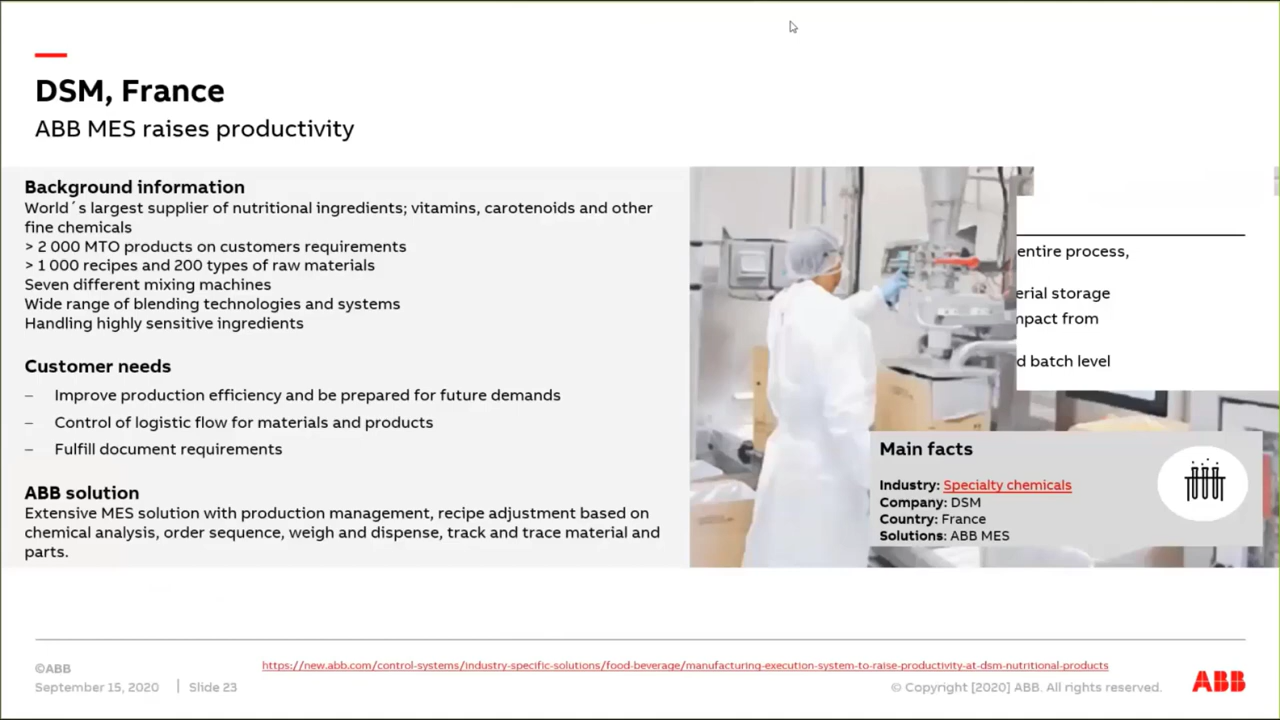 DSM, France
ABB MES raises productivity
Background information
World´s largest supplier of nutritional ingredients; vitamins, carotenoids and other
fine chemicals
> 2 000 MTO products on customers requirements
> 1 000 recipes and 200 types of raw materials
Seven different mixing machines
Wide range of blending technologies and systems
Handling highly sensitive ingredients
Customer needs
– Improve production efficiency and be prepared for future demands
– Control of logistic flow for materials and products
– Fulfill document requirements
ABB solution
Extensive MES solution with production management, recipe adjustment based on
chemical analysis, order sequence, weigh and dispense, track and trace material and
parts.
entire process,
erial storage
mpact from
d batch level
Main facts
Industry: Specialty chemicals
Company: DSM
Country: France
Solutions: ABB MES
©ABB
September 15, 2020 | Slide 23
https://new.abb.com/control-systems/industry-specific-solutions/food-beverage/manufacturing-execution-system-to-raise-productivity-at-dsm-nutritional-products
© Copyright [2020] ABB. All rights reserved.
ABB